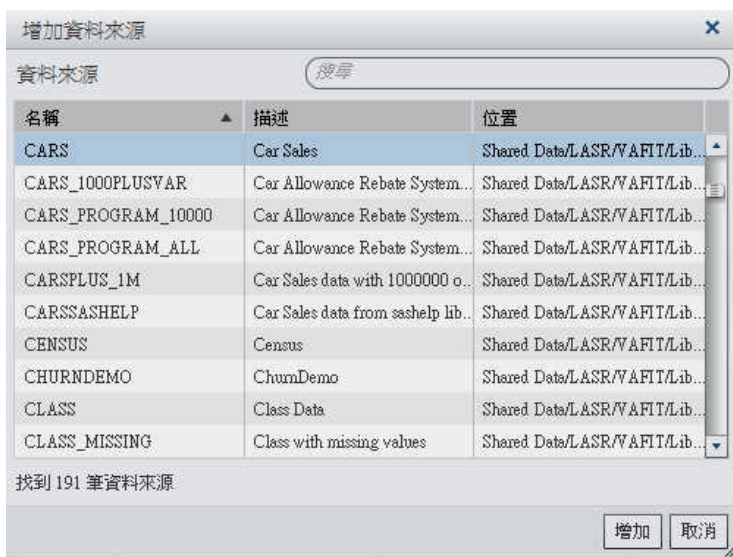 增加資料來源
資料來源 搜尋
名稱 描述 位置
CARS Car Sales Shared Data/LASR/VAFIT/Lib...
CARS_1000PLUSVAR Car Allowance Rebate System... Shared Data/LASR/VAFIT/Lib...
CARS_PROGRAM_10000 Car Allowance Rebate System... Shared Data/LASR/VAFIT/Lib...
CARS_PROGRAM_ALL Car Allowance Rebate System... Shared Data/LASR/VAFIT/Lib...
CARSPLUS_1M Car Sales data with 1000000 o... Shared Data/LASR/VAFIT/Lib...
CARSSASHELP Car Sales data from sashelp lib... Shared Data/LASR/VAFIT/Lib...
CENSUS Census Shared Data/LASR/VAFIT/Lib...
CHURNDEMO ChurnDemo Shared Data/LASR/VAFIT/Lib...
CLASS Class Data Shared Data/LASR/VAFIT/Lib...
CLASS_MISSING Class with missing values Shared Data/LASR/VAFIT/Lib...
找到 191 筆資料來源
增加 取消